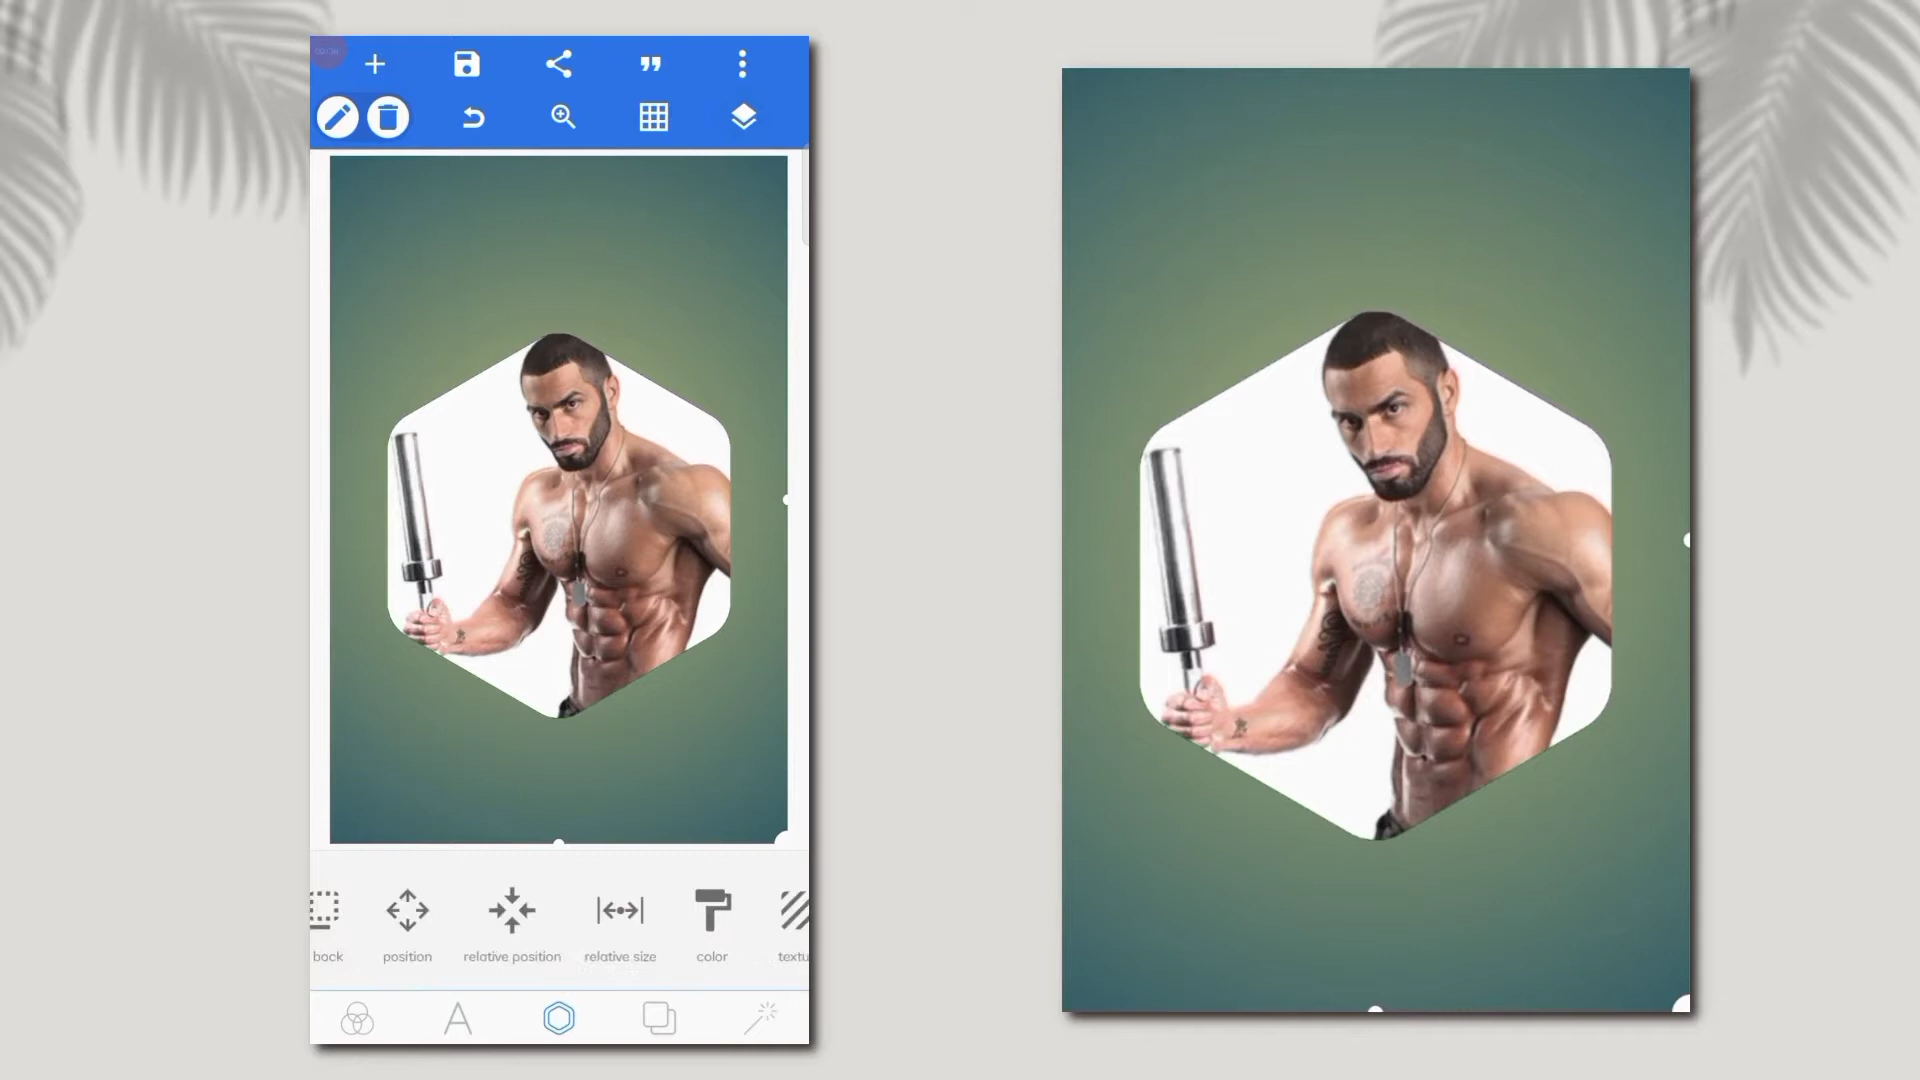 back
position
relative position
relative size
color
textu